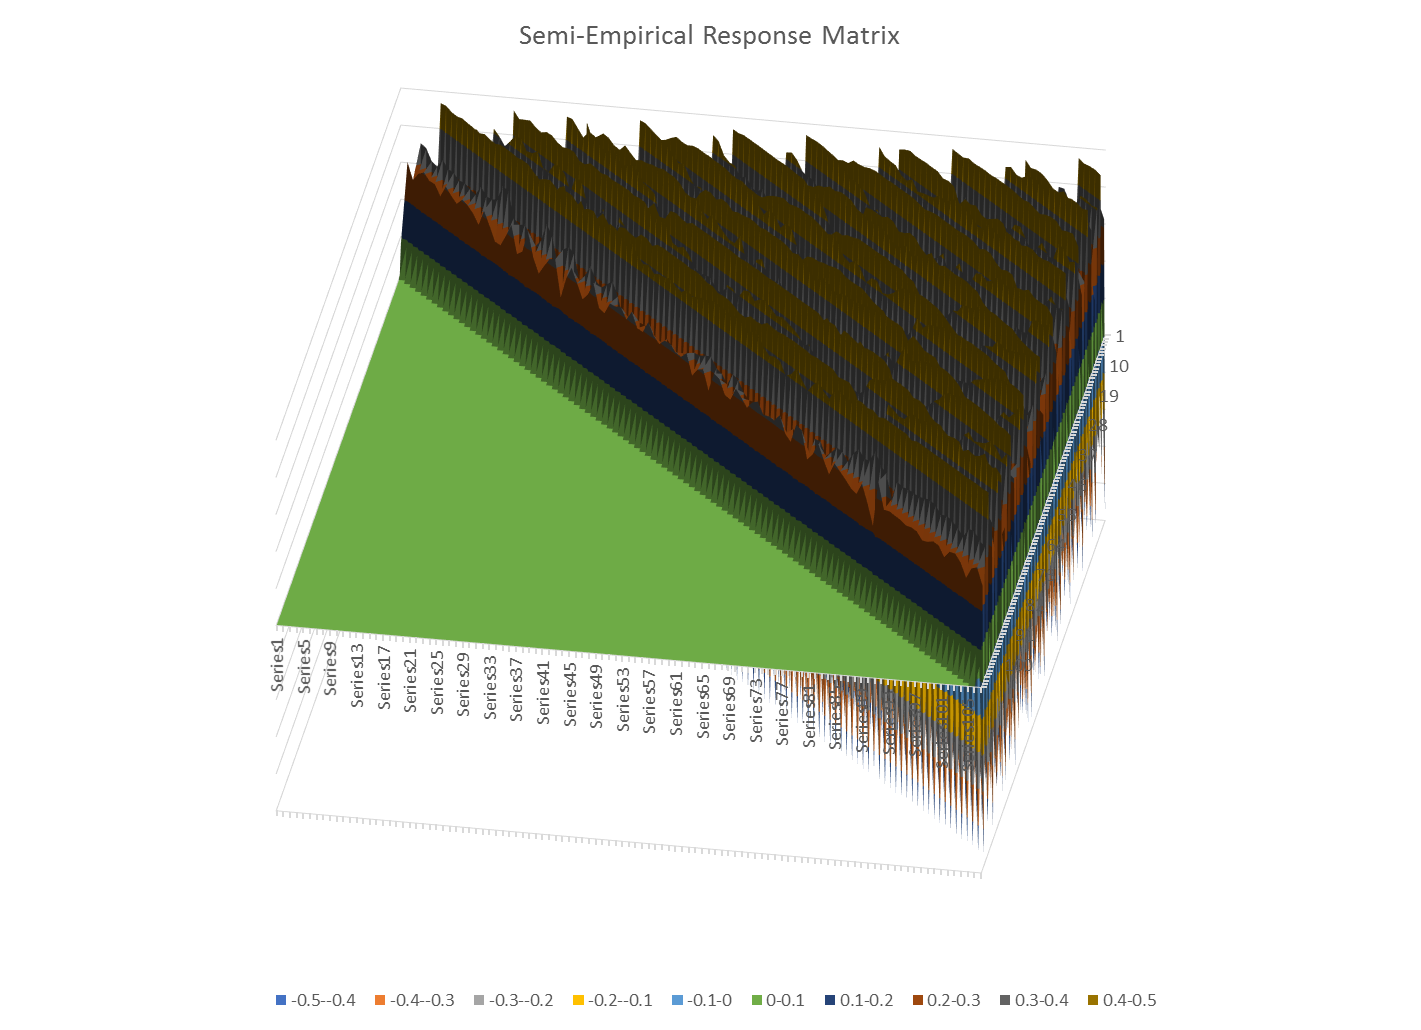 Semi-Empirical Response Matrix
1
10
19
Series1
Series5
Series9
Series13
Series17
Series21
Series25
Series29
Series33
Series37
Series41
Series45
Series49
Series53
Series57
Series61
Series65
Series69
Series73
Series77
Series81
-0.5--0.4 -0.4--0.3 -0.3--0.2 -0.2--0.1 -0.1-0 0-0.1 0.1-0.2 0.2-0.3 0.3-0.4 0.4-0.5